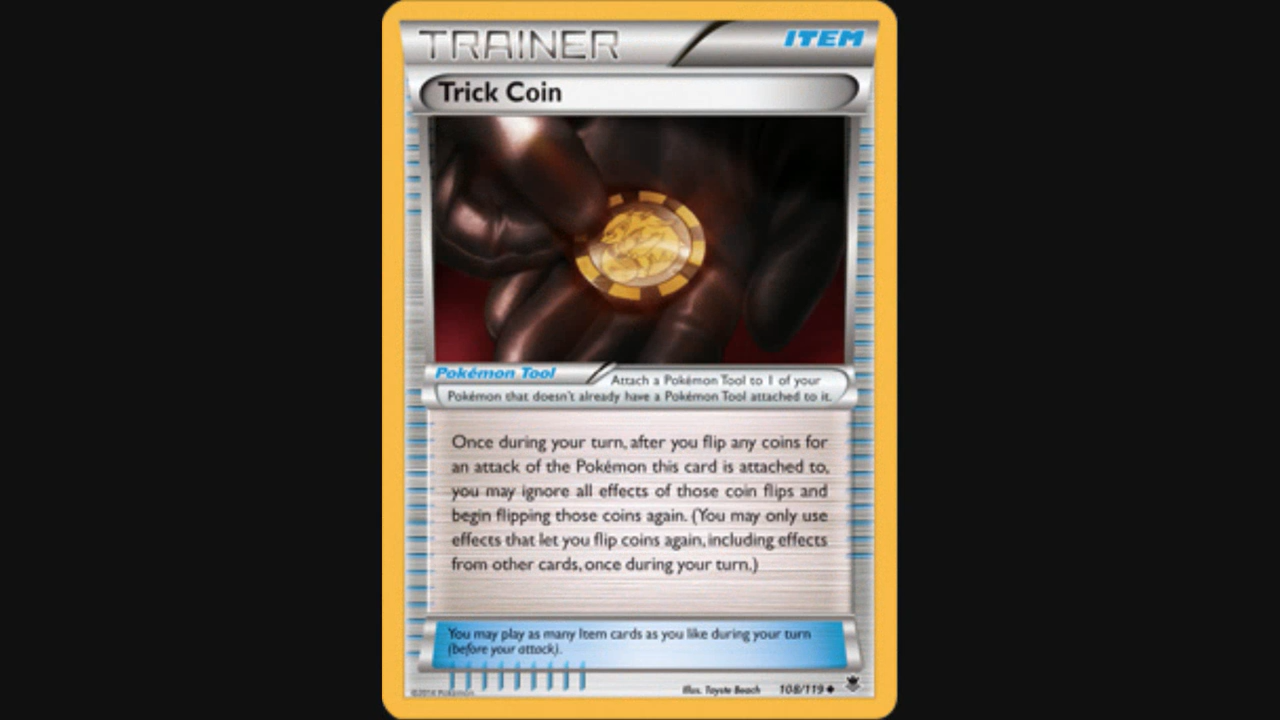 TRAINER
ITEM
Trick Coin
Pokémon Tool
Attach a Pokémon Tool to 1 of your
Pokémon that doesn't already have a Pokémon Tool attached to it.
Once during your turn, after you flip any coins for
an attack of the Pokémon this card is attached to,
you may ignore all effects of those coin flips and
begin flipping those coins again. (You may only use
effects that let you flip coins again, including effects
from other cards, once during your turn.)
You may play as many Item cards as you like during your turn
(before your attack).
©2014 Pokémon
Illus. Toyste Beach
108/119